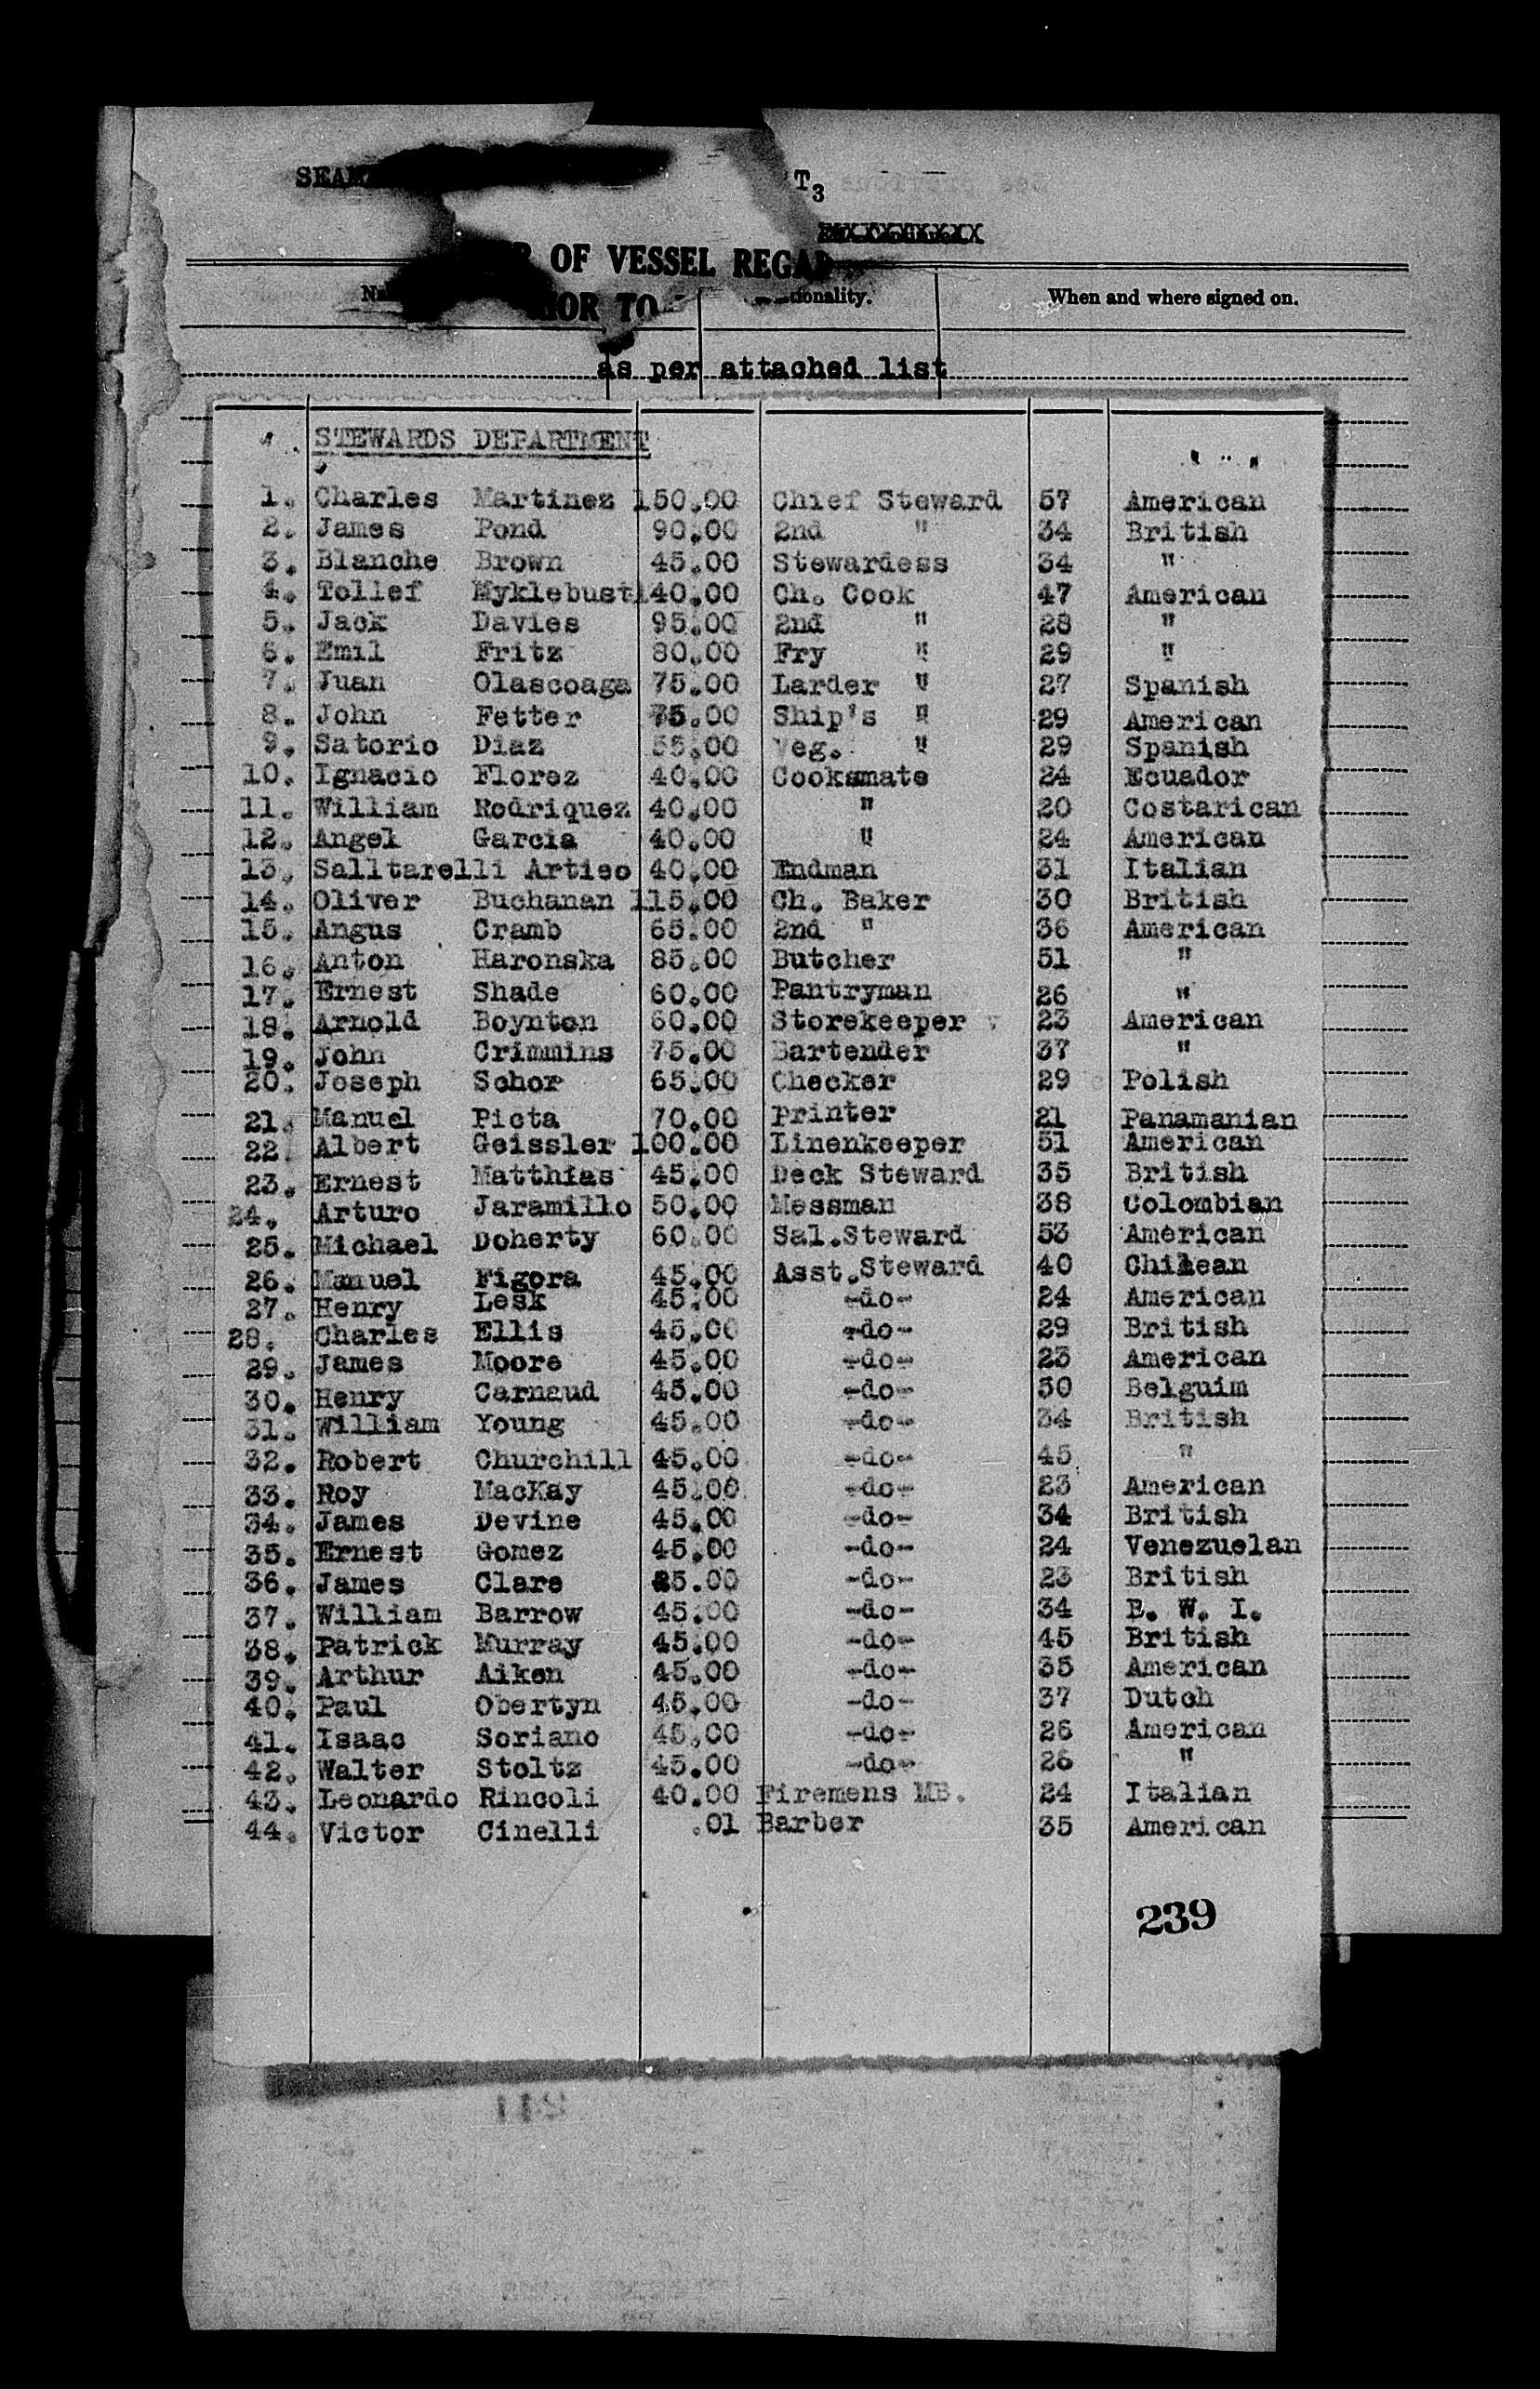 SEAM
T3
OF VESSEL REGAR
When and where signed on.
IOR TO
as per attached list
STEWARDS DEPARTMENT
1. Charles Martinez 150.00 Chief Steward 57 American
2. James Pond 90.00 2nd " 34 British
3. Blanche Brown 45.00 Stewardess 34 "
4. Tollef Myklebust 140.00 Ch. Cook 47 American
5. Jack Davies 95.00 2nd " 28 "
6. Emil Fritz 80.00 Fry " 29 "
7. Juan Olascoaga 75.00 Larder " 27 Spanish
8. John Fetter 75.00 Ship's " 29 American
9. Satorio Diaz 55.00 Veg. " 29 Spanish
10. Ignacio Florez 40.00 Cooksmate 24 Ecuador
11. William Rodriquez 40.00 " 20 Costarican
12. Angel Garcia 40.00 " 24 American
13. Salltarelli Artieo 40.00 Endman 31 Italian
14. Oliver Buchanan 115.00 Ch. Baker 30 British
15. Angus Cramb 65.00 2nd " 36 American
16. Anton Haronska 85.00 Butcher 51 "
17. Ernest Shade 60.00 Pantryman 26 "
18. Arnold Boynton 60.00 Storekeeper 23 American
19. John Crimmins 75.00 Bartender 37 "
20. Joseph Schor 65.00 Checker 29 Polish
21. Manuel Picta 70.00 Printer 21 Panamanian
22. Albert Geissler 100.00 Linenkeeper 51 American
23. Ernest Matthias 45.00 Deck Steward 35 British
24. Arturo Jaramillo 50.00 Messman 38 Colombian
25. Michael Doherty 60.00 Sal.Steward 53 American
26. Manuel Figora 45.00 Asst.Steward 40 Chilean
27. Henry Lesk 45.00 -do- 24 American
28. Charles Ellis 45.00 -do- 29 British
29. James Moore 45.00 -do- 23 American
30. Henry Carnaud 45.00 -do- 30 Belguim
31. William Young 45.00 -do- 34 British
32. Robert Churchill 45.00 -do- 45 "
33. Roy MacKay 45.00 -do- 23 American
34. James Devine 45.00 -do- 34 British
35. Ernest Gomez 45.00 -do- 24 Venezuelan
36. James Clare 85.00 -do- 23 British
37. William Barrow 45.00 -do- 34 B. W. I.
38. Patrick Murray 45.00 -do- 45 British
39. Arthur Aiken 45.00 -do- 35 American
40. Paul Obertyn 45.00 -do- 37 Dutch
41. Isaac Soriano 45.00 -do- 26 American
42. Walter Stoltz 45.00 -do- 26 "
43. Leonardo Rincoli 40.00 Firemens MB. 24 Italian
44. Victor Cinelli .01 Barber 35 American
239